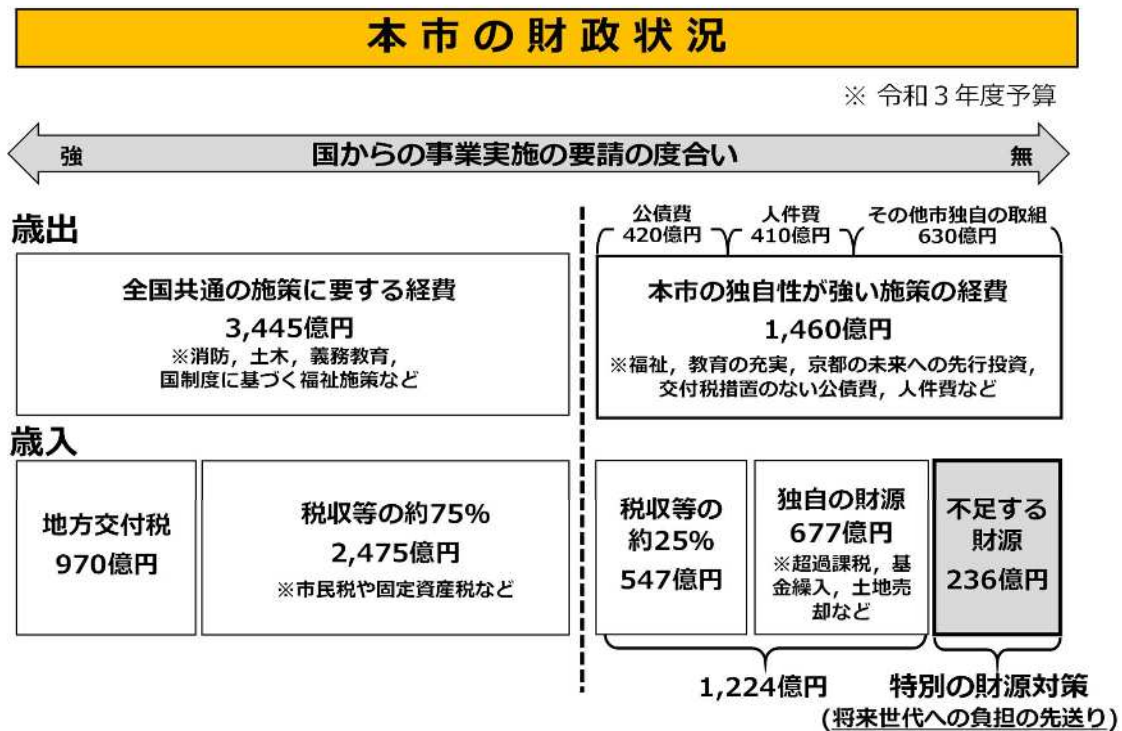 本市の財政状況
※ 令和３年度予算
強
国からの事業実施の要請の度合い
無
歳出
公債費
420億円
人件費
410億円
その他市独自の取組
630億円
全国共通の施策に要する経費
3,445億円
※消防，土木，義務教育，
国制度に基づく福祉施策など
本市の独自性が強い施策の経費
1,460億円
※福祉，教育の充実，京都の未来への先行投資，
交付税措置のない公債費，人件費など
歳入
地方交付税
970億円
税収等の約75%
2,475億円
※市民税や固定資産税など
税収等の
約25%
547億円
独自の財源
677億円
※超過課税，基
金繰入，土地売
却など
不足する
財源
236億円
1,224億円
特別の財源対策
(将来世代への負担の先送り)